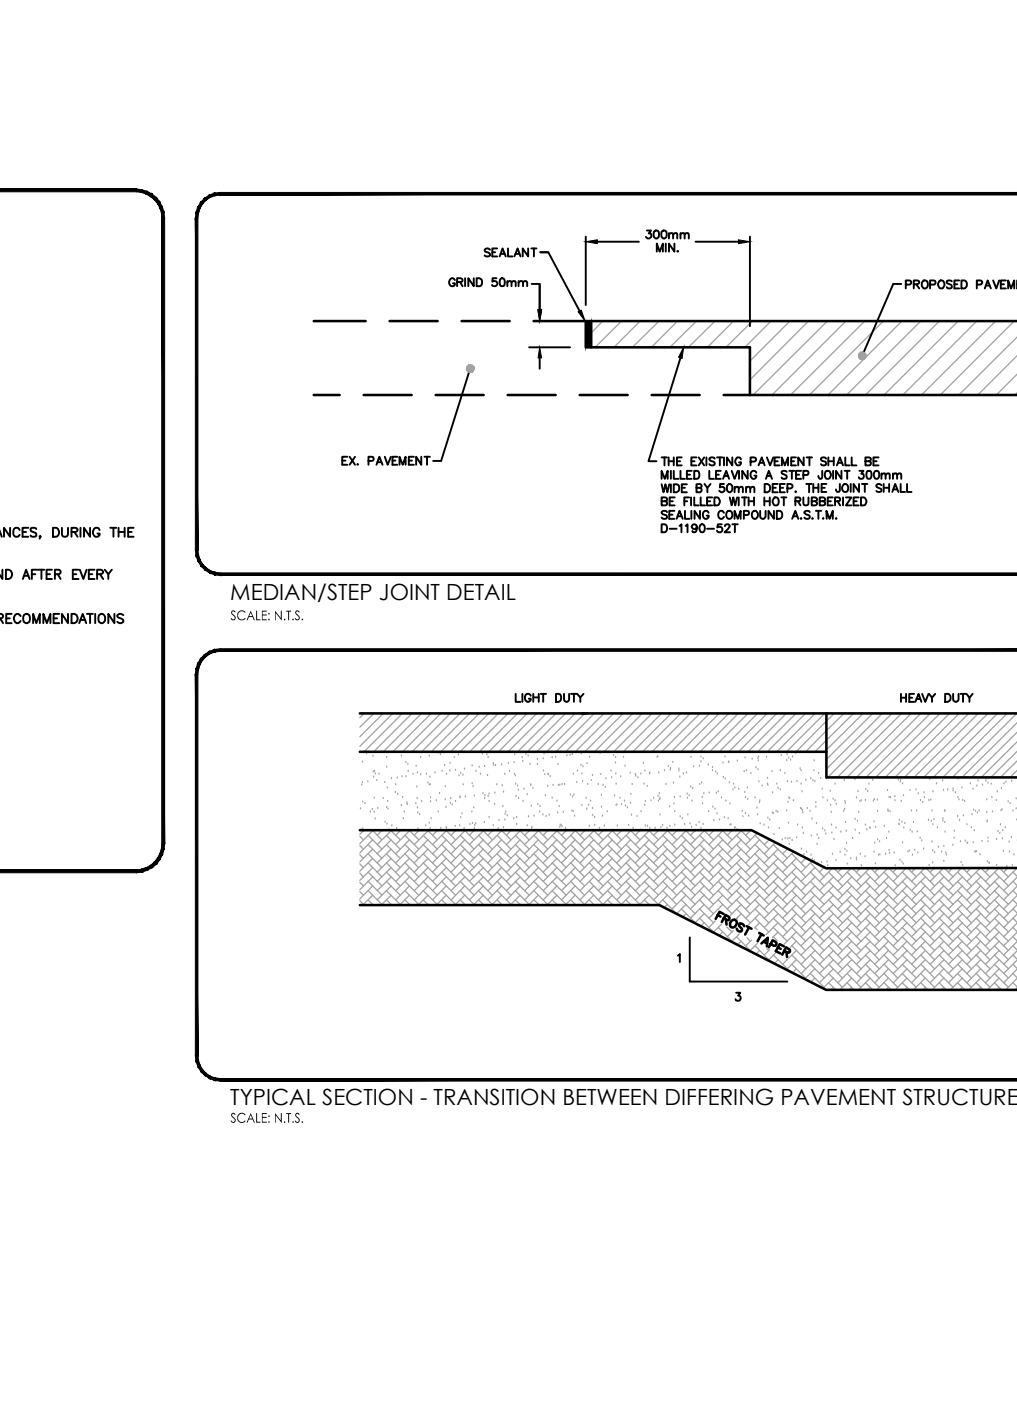 ANCES, DURING THE
ND AFTER EVERY
RECOMMENDATIONS
300mm
MIN.
SEALANT
GRIND 50mm
PROPOSED PAVEME
EX. PAVEMENT
THE EXISTING PAVEMENT SHALL BE
MILLED LEAVING A STEP JOINT 300mm
WIDE BY 50mm DEEP. THE JOINT SHALL
BE FILLED WITH HOT RUBBERIZED
SEALING COMPOUND A.S.T.M.
D-1190-52T
MEDIAN/STEP JOINT DETAIL
SCALE: N.T.S.
LIGHT DUTY
HEAVY DUTY
FROST TAPER
1
3
TYPICAL SECTION - TRANSITION BETWEEN DIFFERING PAVEMENT STRUCTURE
SCALE: N.T.S.